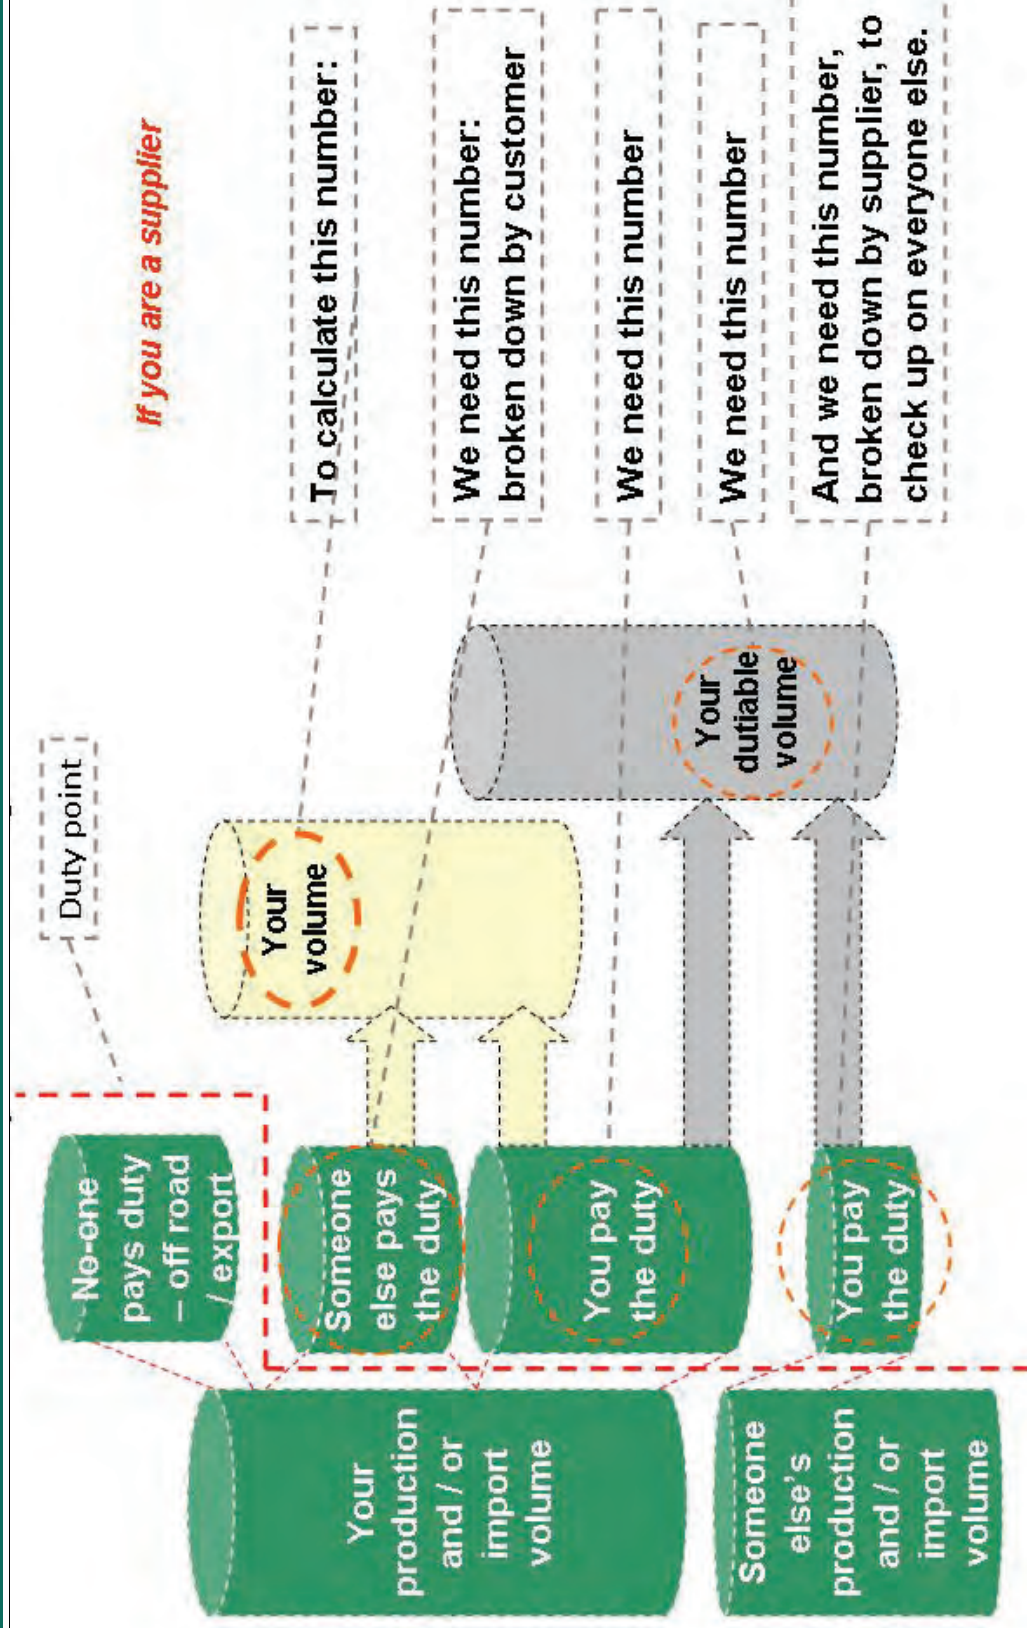 If you are a supplier
Duty point
To calculate this number:
We need this number:
broken down by customer
We need this number
We need this number
And we need this number,
broken down by supplier, to
check up on everyone else.
Your
volume
Your
dutiable
volume
No-one
pays duty
– off road
/ export
Someone
else pays
the duty
You pay
the duty
You pay
the duty
Your
production
and / or
import
volume
Someone
else's
production
and / or
import
volume